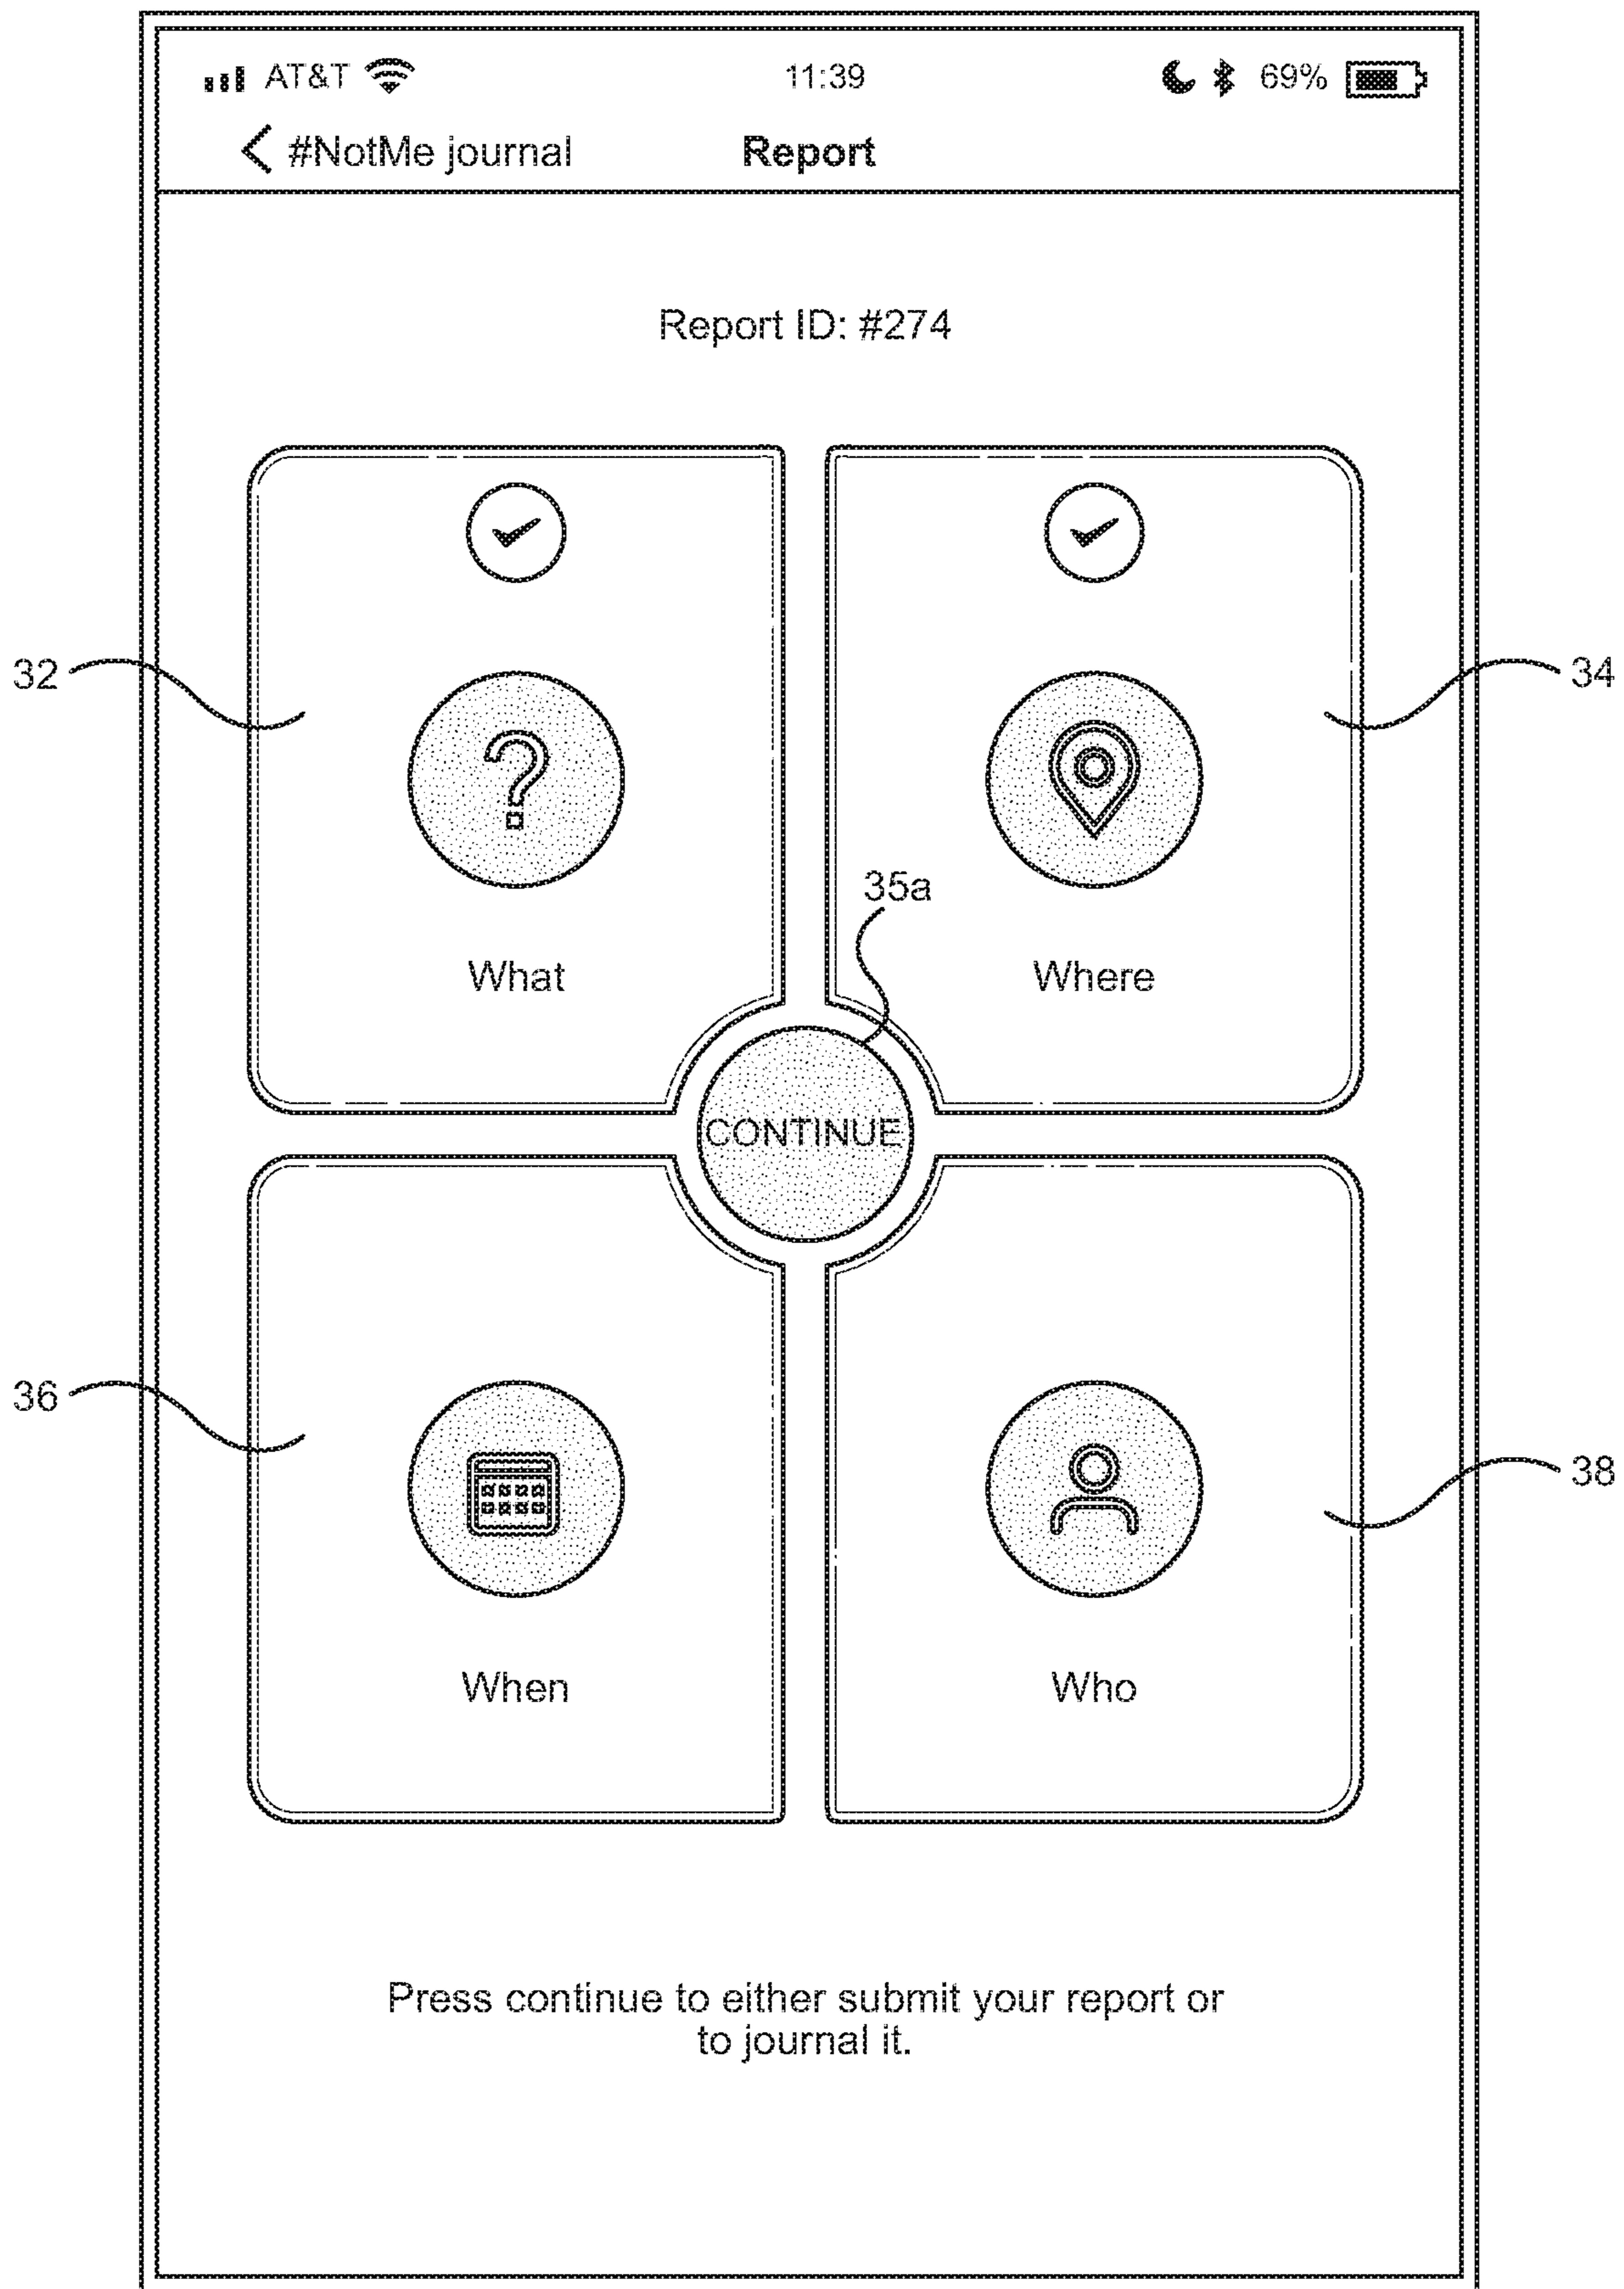 AT&T 11:39 69%
#NotMe journal Report
Report ID: #274
32
34
35a
What Where
CONTINUE
36
38
When Who
Press continue to either submit your report or
to journal it.